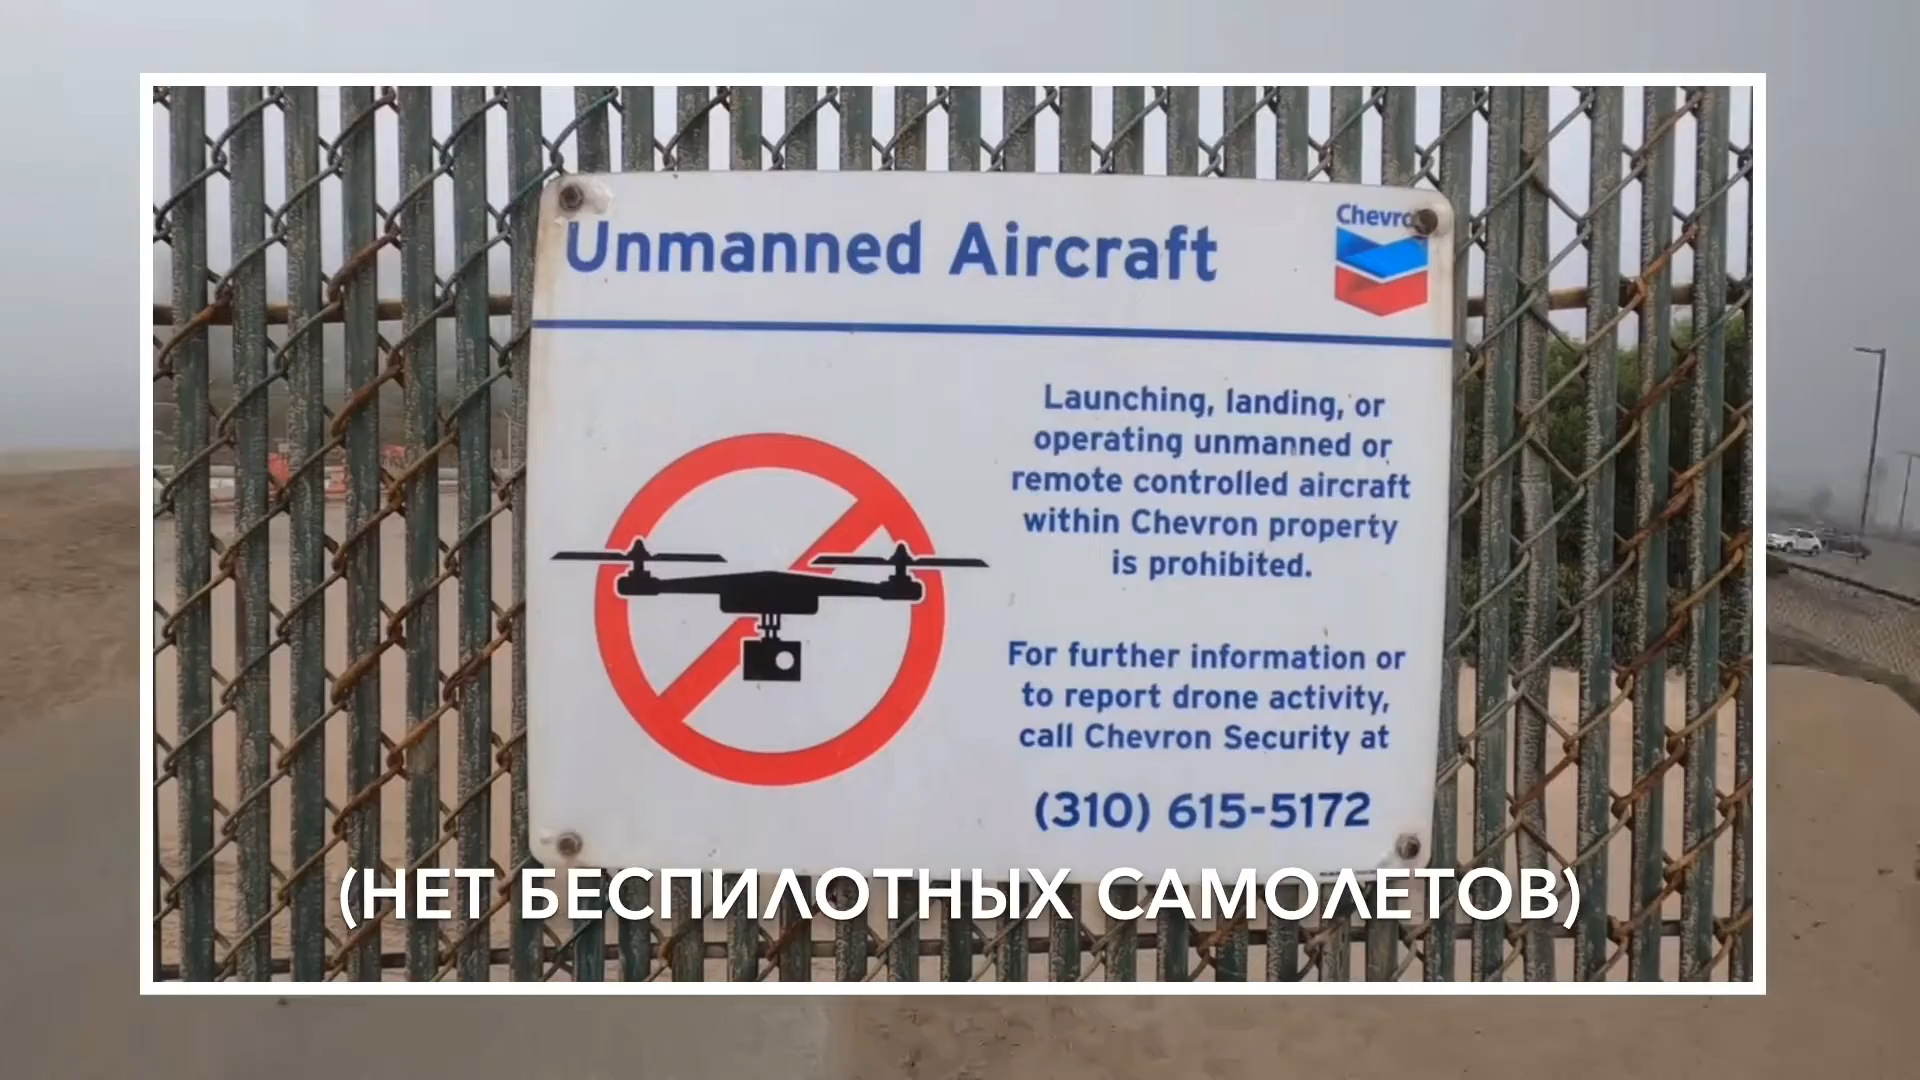 Unmanned Aircraft
Launching, landing, or
operating unmanned or
remote controlled aircraft
within Chevron property
is prohibited.
For further information or
to report drone activity,
call Chevron Security at
(310) 615-5172
(НЕТ БЕСПИЛОТНЫХ САМОЛЕТОВ)